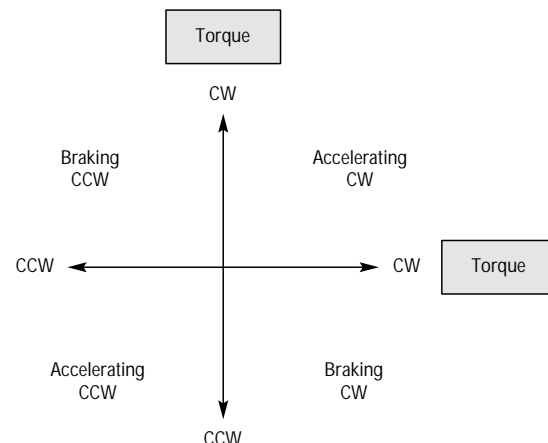 Torque
CW
Braking
CCW
Accelerating
CW
CCW
CW
Torque
Accelerating
CCW
Braking
CW
CCW